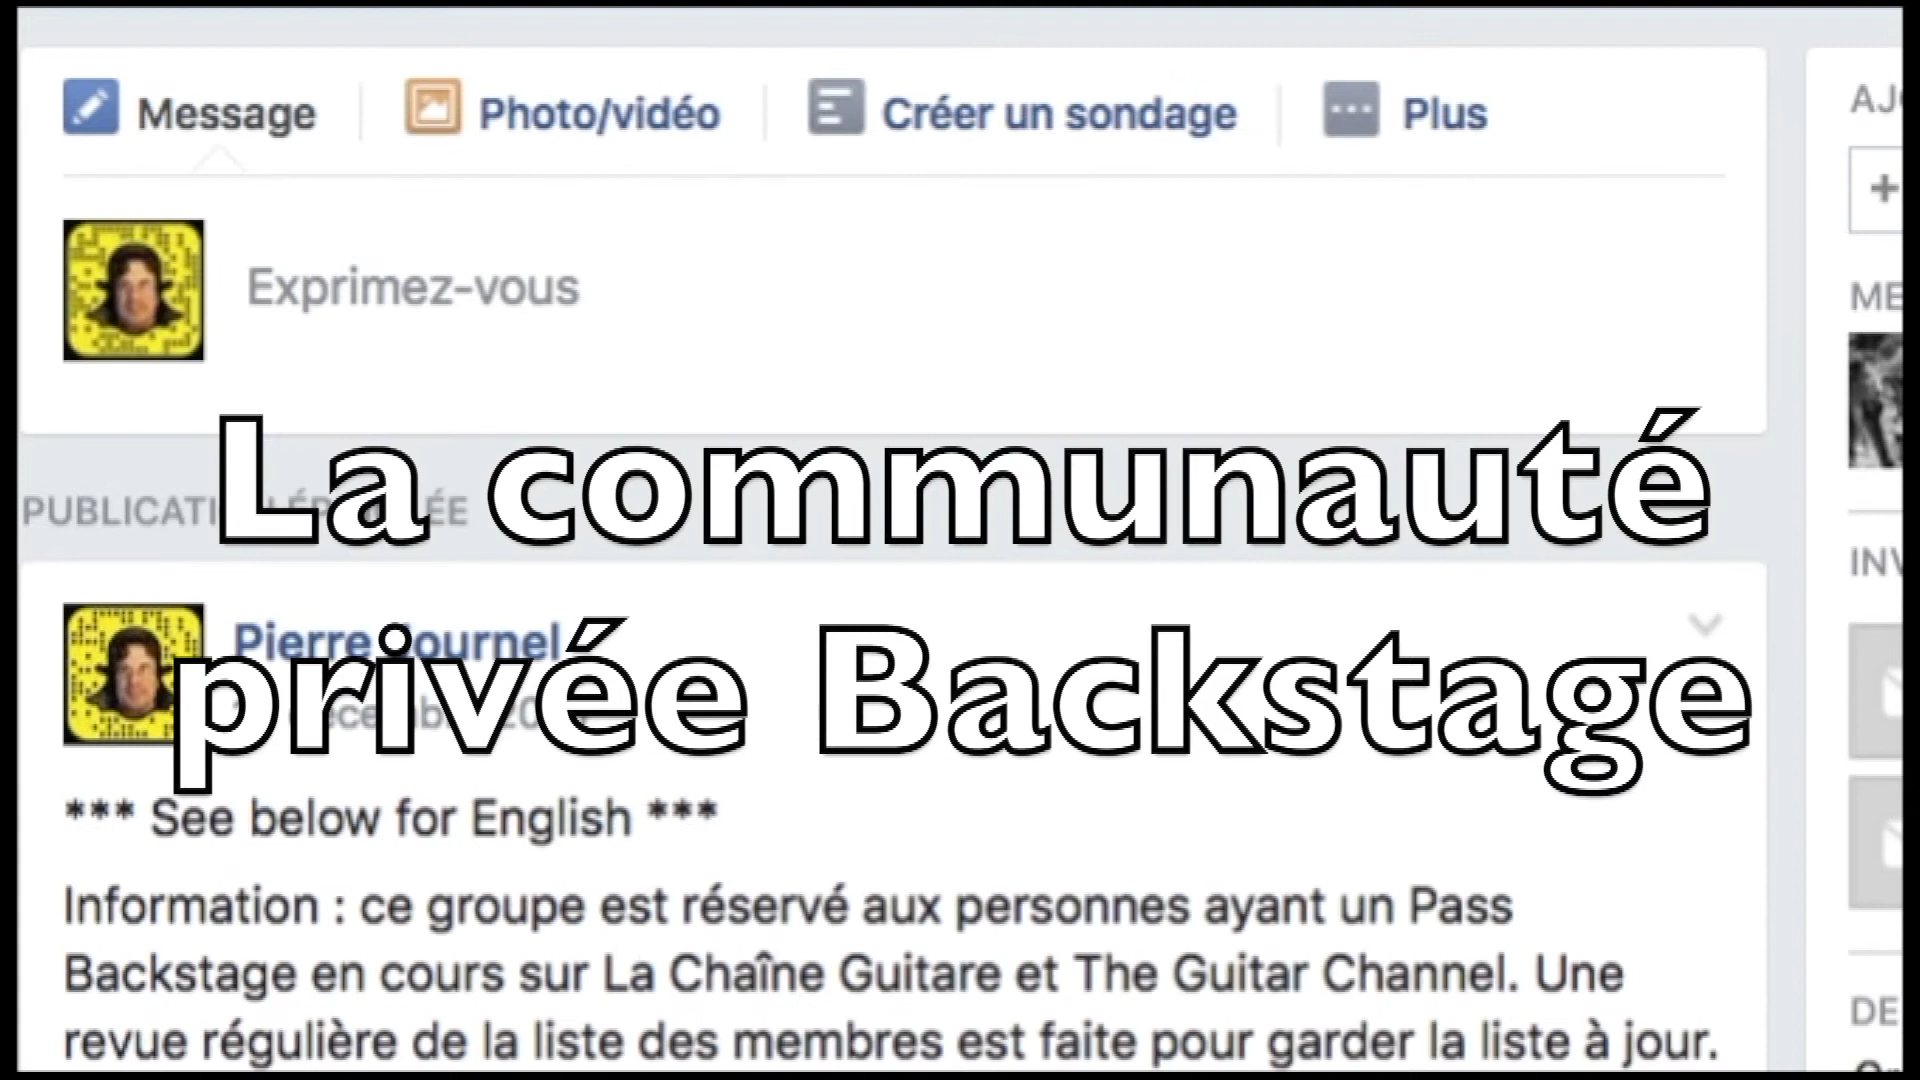 Message Photo/vidéo Créer un sondage Plus
Exprimez-vous
La communauté
privée Backstage
Pierre Journel
*** See below for English ***
Information : ce groupe est réservé aux personnes ayant un Pass
Backstage en cours sur La Chaîne Guitare et The Guitar Channel. Une
revue régulière de la liste des membres est faite pour garder la liste à jour.